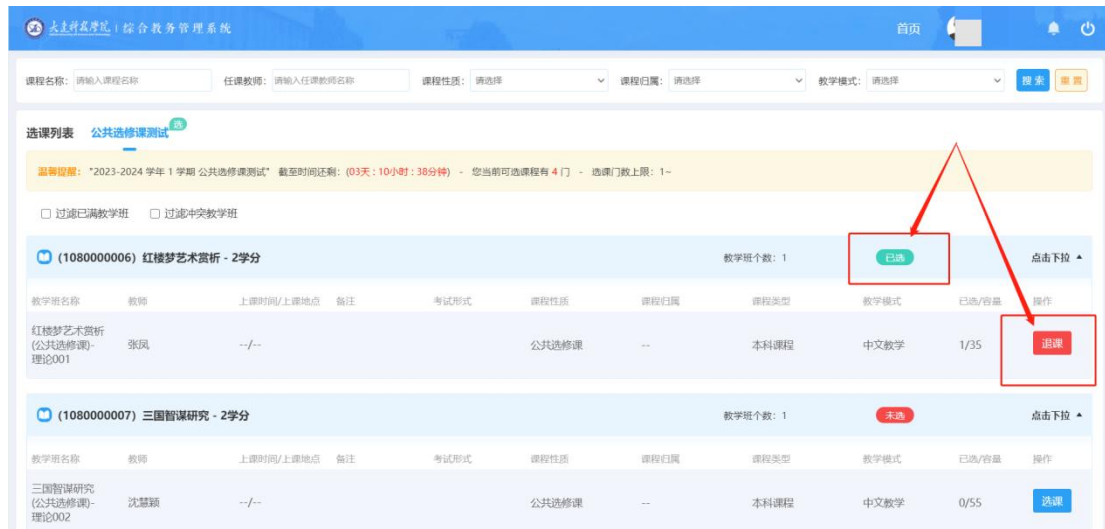 大连科技学院 | 综合教务管理系统 首页
课程名称: 请输入课程名称 任课教师: 请输入任课教师名称 课程性质: 请选择 课程归属: 请选择 教学模式: 请选择 搜索 重置
选课列表 公共选修课测试 选
温馨提醒： "2023-2024 学年 1 学期 公共选修课测试" 截至时间还剩: (03天 : 10小时 : 38分钟) - 您当前可选课程有 4 门 - 选课门数上限: 1~
过滤已满教学班 过滤冲突教学班
(1080000006) 红楼梦艺术赏析 - 2学分 教学班个数: 1 已选 点击下拉
教学班名称 教师 上课时间/上课地点 备注 考试形式 课程性质 课程归属 课程类型 教学模式 已选/容量 操作
红楼梦艺术赏析
(公共选修课)- 张凤 --/-- 公共选修课 -- 本科课程 中文教学 1/35 退课
理论001
(1080000007) 三国智谋研究 - 2学分 教学班个数: 1 未选 点击下拉
教学班名称 教师 上课时间/上课地点 备注 考试形式 课程性质 课程归属 课程类型 教学模式 已选/容量 操作
三国智谋研究
(公共选修课)- 沈慧颖 --/-- 公共选修课 -- 本科课程 中文教学 0/55 选课
理论002